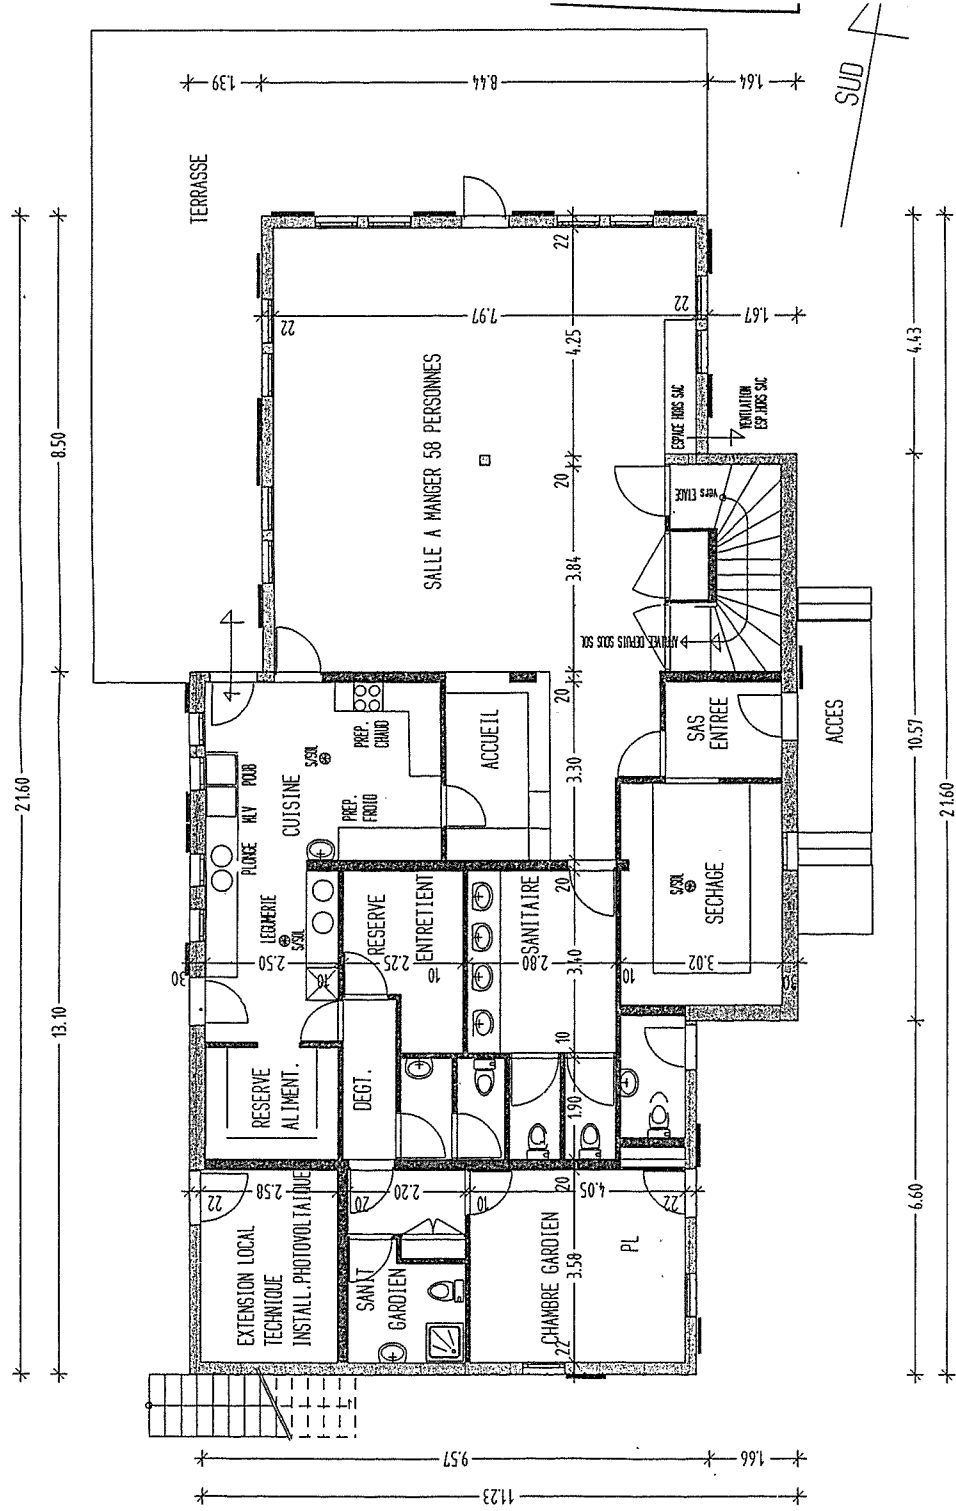 SUD
1.39
8.44
1.64
TERRASSE
21.60
8.50
13.10
22
7.97
22
1.67
22
4.25
4.43
SALLE A MANGER 58 PERSONNES
ESPACE HORS SAC
VENTILATION
ESP.HORS SAC
20
3.84
vers ETAGE
ARRIVEE DEPUIS SOUS SOL
20
3.30
10.57
21.60
SAS
ENTREE
ACCES
ACCUEIL
PREP.
CHAUD
S/SOL
PREP.
FROID
CUISINE
POUB
MLV
PLONGE
LEGUMERIE
S/SOL
RESERVE
ENTRETIENT
SANITAIRE
20
3.40
S/SOL
SECHAGE
30
2.50
10
2.25
10
2.80
10
3.02
30
10
RESERVE
ALIMENT.
DEGT.
1.90
20
22
2.58
20
2.20
10
4.05
22
6.60
EXTENSION LOCAL
TECHNIQUE
INSTALL.PHOTOVOLTAIQUE
SANIT
GARDIEN
CHAMBRE GARDIEN
3.58
22
PL
9.57
1.66
11.23